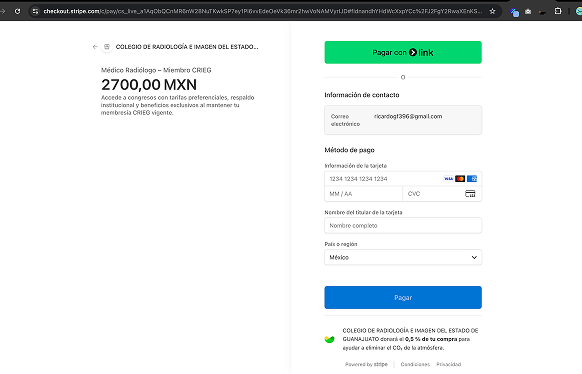 checkout.stripe.com
COLEGIO DE RADIOLOGÍA E IMAGEN DEL ESTADO...
Médico Radiólogo – Miembro CRIEG
2700,00 MXN
Accede a congresos con tarifas preferenciales, respaldo
institucional y beneficios exclusivos al mantener tu
membresía CRIEG vigente.
Pagar con link
O
Información de contacto
Correo
electrónico
ricardogf396@gmail.com
Método de pago
Información de la tarjeta
1234 1234 1234 1234
VISA
MM / AA
CVC
Nombre del titular de la tarjeta
Nombre completo
País o región
México
Pagar
COLEGIO DE RADIOLOGÍA E IMAGEN DEL ESTADO DE
GUANAJUATO donará el 0,5 % de tu compra para
ayudar a eliminar el CO₂ de la atmósfera.
Powered by stripe
Condiciones
Privacidad